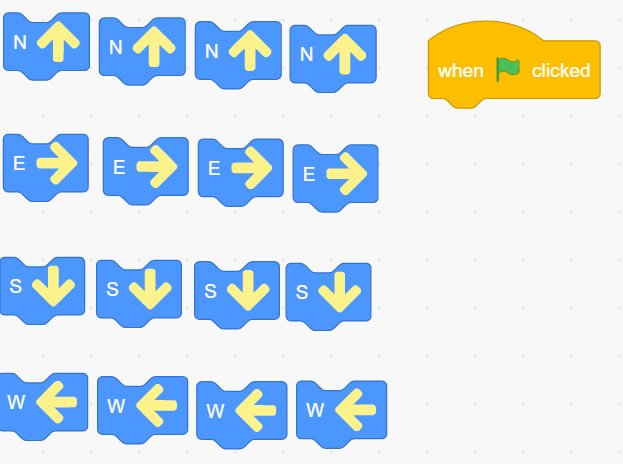 N N N N
when clicked
E E E E
S S S S
W W W W